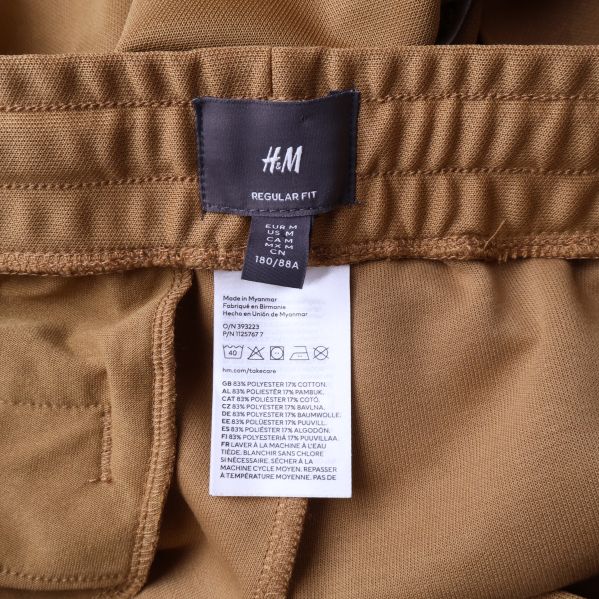 H&M
REGULAR FIT
EUR M
US M
CA M
MX M
CN
180/88A
Made in Myanmar
Fabriqué en Birmanie
Hecho en Unión de Myanmar
O/N 393223
P/N 1125767 7
40
hm.com/takecare
GB 83% POLYESTER 17% COTTON.
AL 83% POLIESTËR 17% PAMBUK.
CAT 83% POLIÈSTER 17% COTÓ.
CZ 83% POLYESTER 17% BAVLNA.
DE 83% POLYESTER 17% BAUMWOLLE.
EE 83% POLÜESTER 17% PUUVILL.
ES 83% POLIÉSTER 17% ALGODÓN.
FI 83% POLYESTERIÄ 17% PUUVILLAA.
FR LAVER À LA MACHINE À L'EAU
TIÈDE. BLANCHIR SANS CHLORE
SI NÉCESSAIRE. SÉCHER À LA
MACHINE CYCLE MOYEN. REPASSER
À TEMPÉRATURE MOYENNE. PAS DE